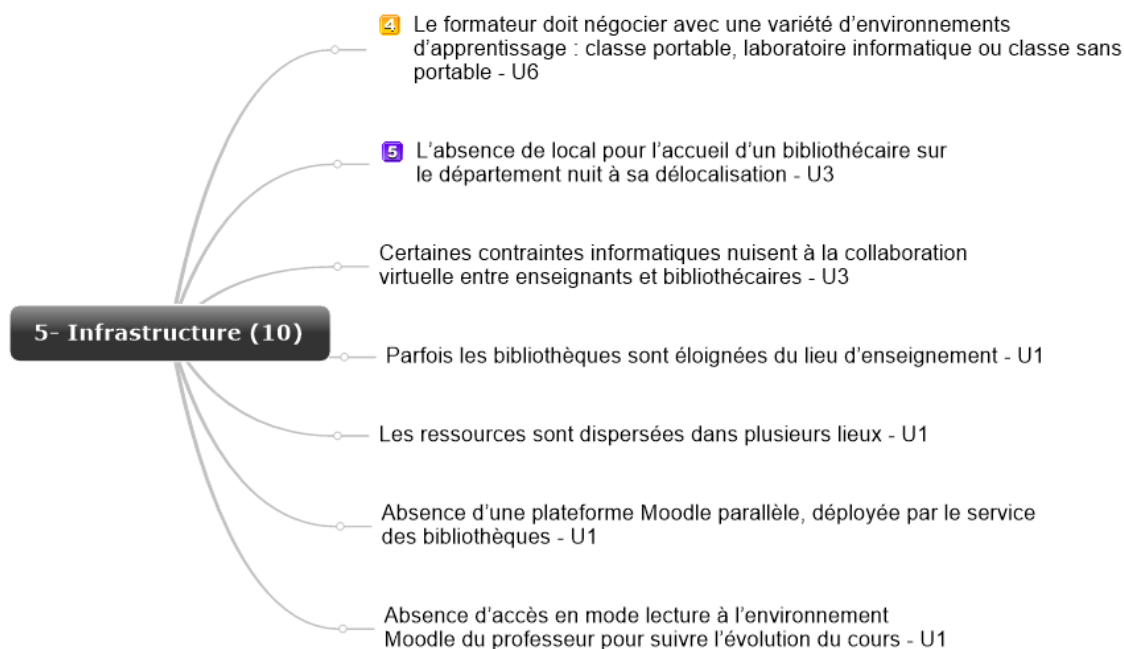 4 Le formateur doit négocier avec une variété d’environnements
d’apprentissage : classe portable, laboratoire informatique ou classe sans
portable - U6
5 L’absence de local pour l’accueil d’un bibliothécaire sur
le département nuit à sa délocalisation - U3
Certaines contraintes informatiques nuisent à la collaboration
virtuelle entre enseignants et bibliothécaires - U3
5- Infrastructure (10)
Parfois les bibliothèques sont éloignées du lieu d’enseignement - U1
Les ressources sont dispersées dans plusieurs lieux - U1
Absence d’une plateforme Moodle parallèle, déployée par le service
des bibliothèques - U1
Absence d’accès en mode lecture à l’environnement
Moodle du professeur pour suivre l’évolution du cours - U1